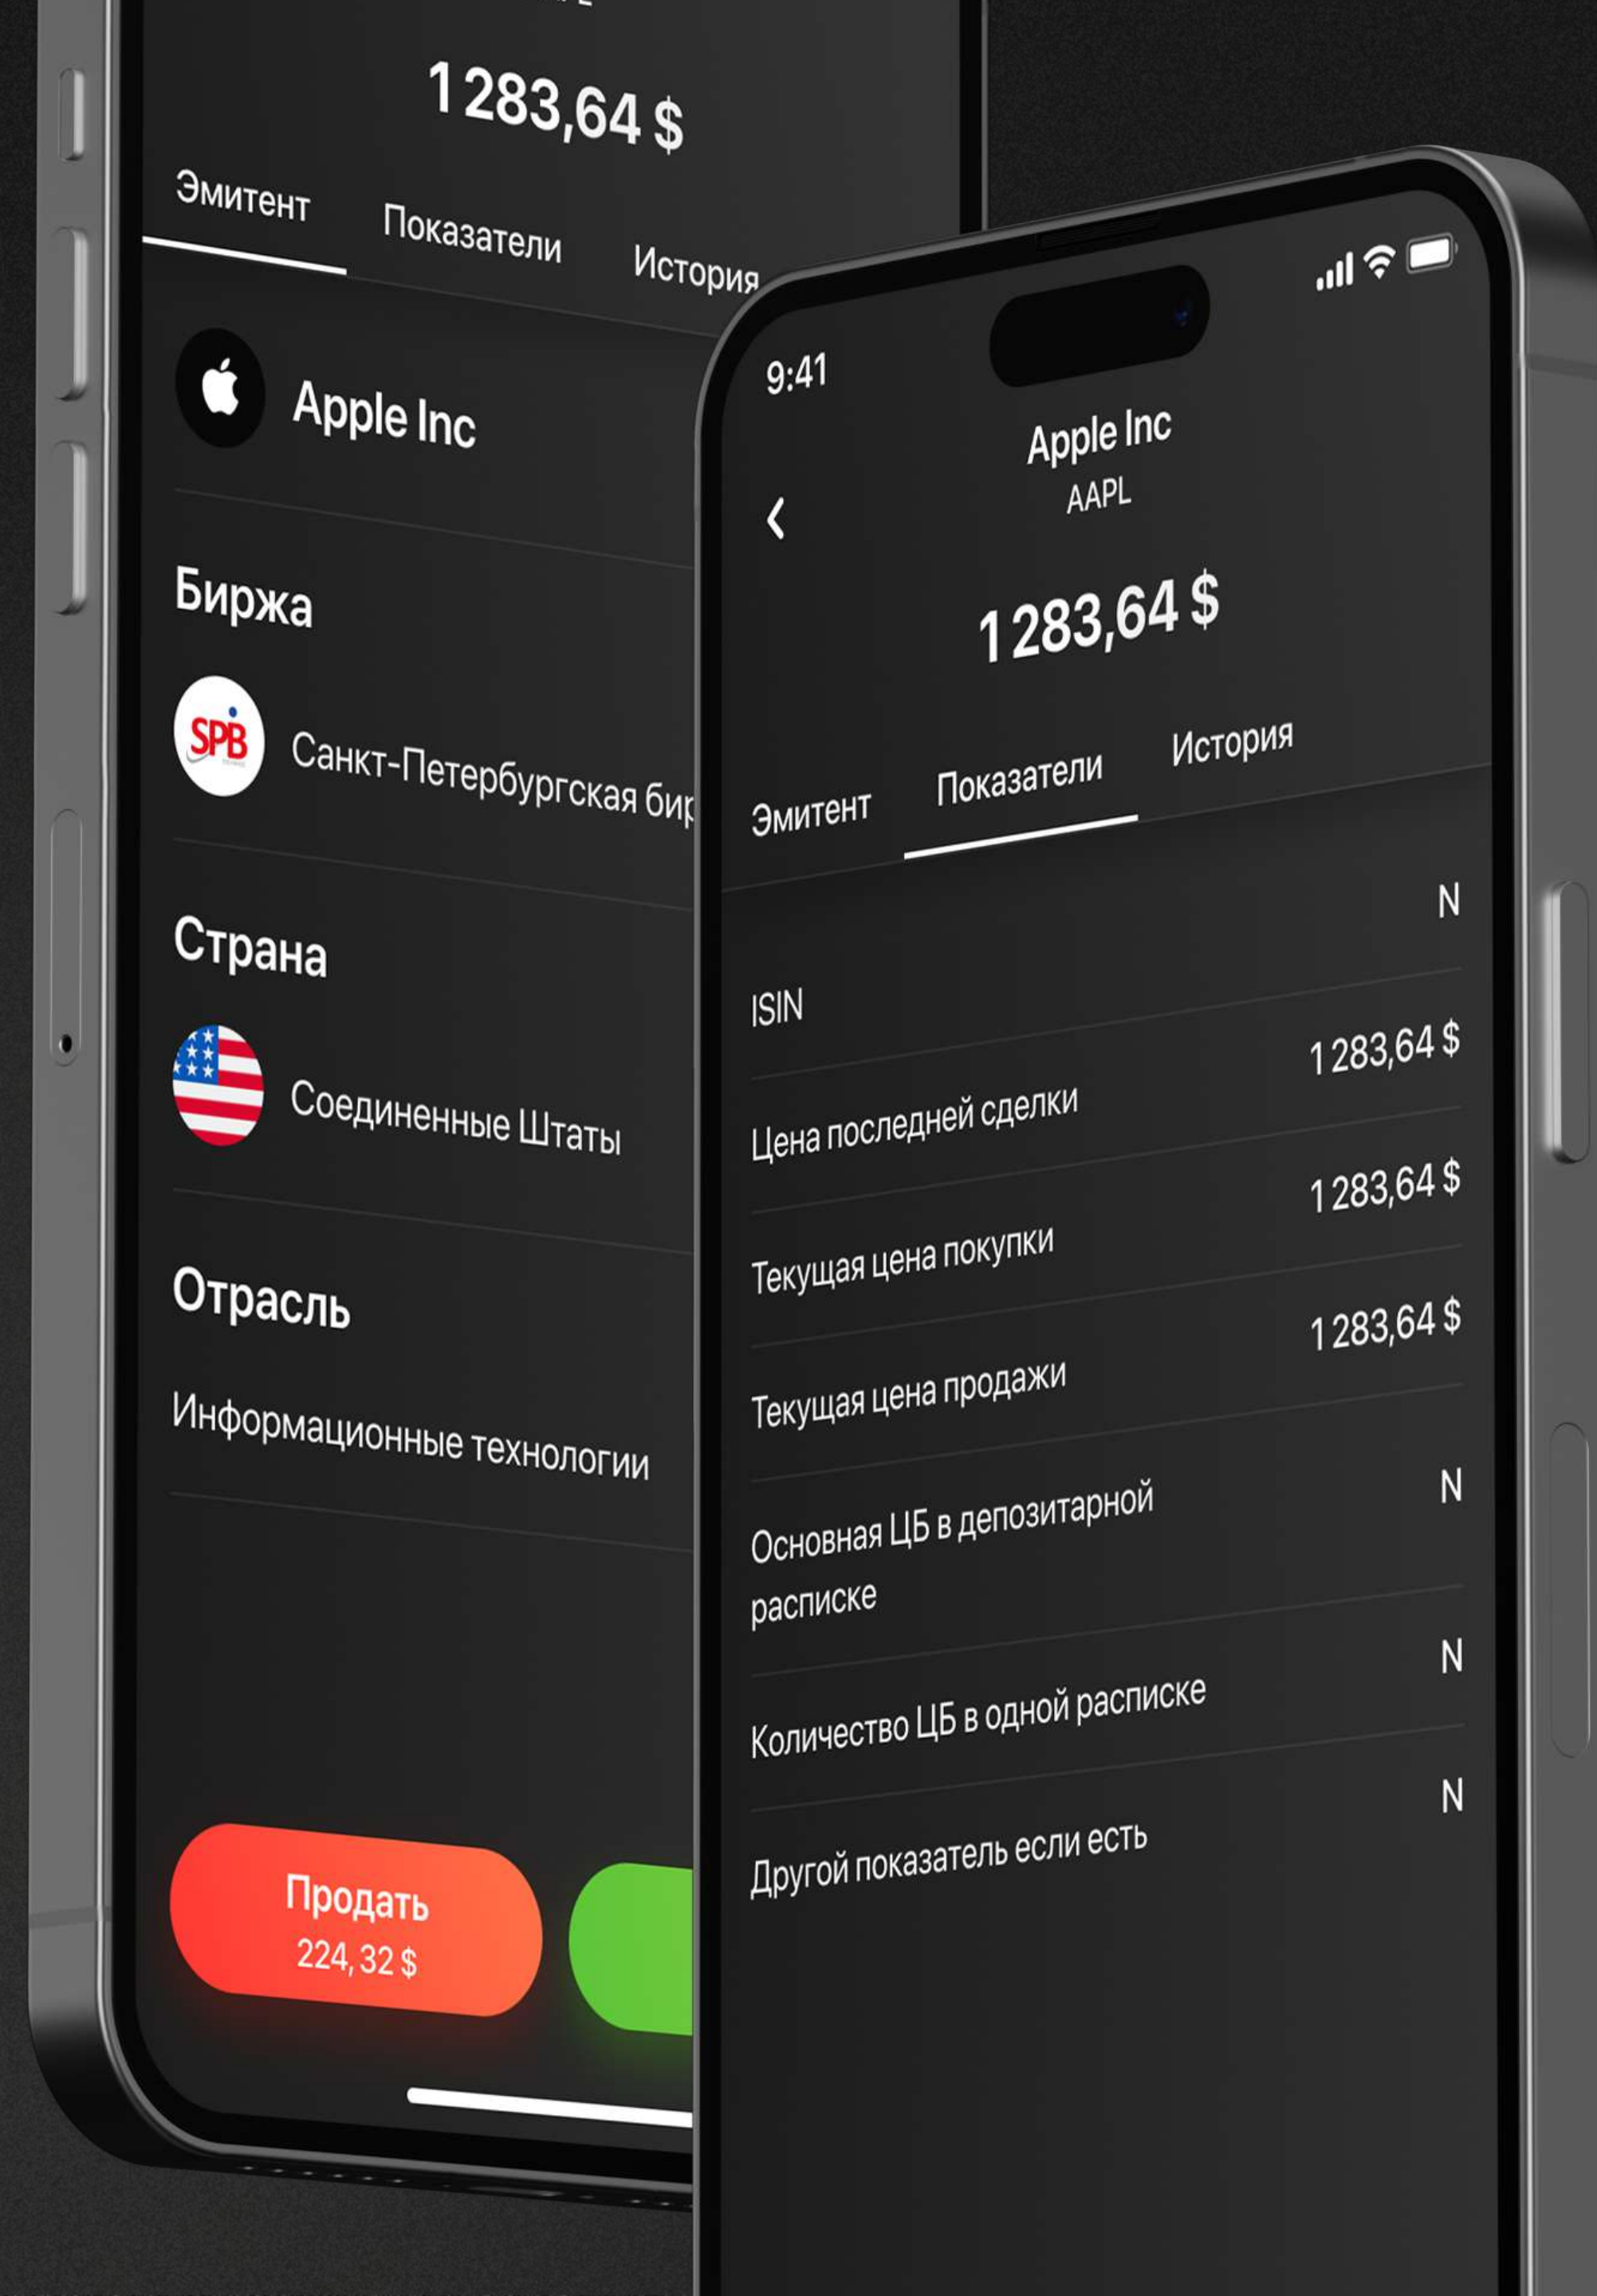 1 283,64 $
Эмитент
Показатели
История
Apple Inc
Биржа
SPB
Санкт-Петербургская
Страна
Соединенные Штаты
Отрасль
Информационные технологии
Продать
224, 32 $
9:41
Apple Inc
AAPL
1 283,64 $
Эмитент
Показатели
История
ISIN
N
Цена последней сделки
1 283,64 $
Текущая цена покупки
1 283,64 $
Текущая цена продажи
1 283,64 $
Основная ЦБ в депозитарной
расписке
N
Количество ЦБ в одной расписке
N
Другой показатель если есть
N